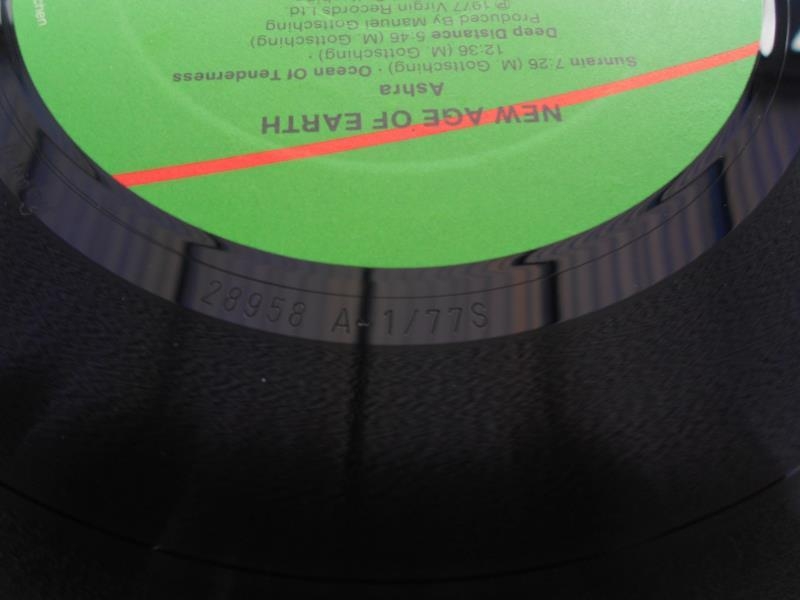 NEW AGE OF EARTH
Ashra
Sunrain 7:26 (M. Gottsching) · Ocean Of Tenderness
12:36 (M. Gottsching) ·
Deep Distance 5:46 (M. Gottsching)
Produced By Manuel Gottsching
℗ 1977 Virgin Records Ltd.
28958 A-1/77S